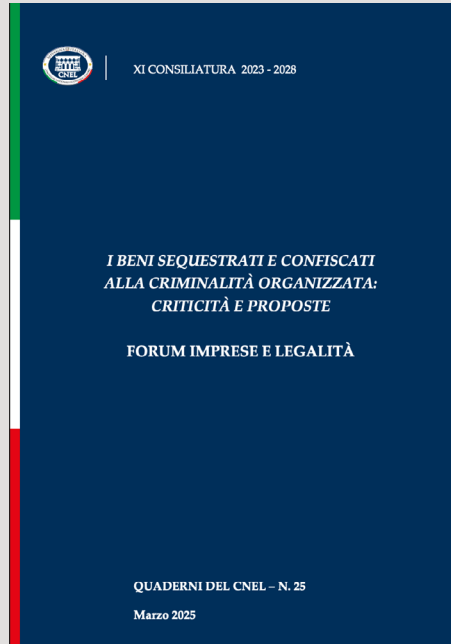 CNEL
XI CONSILIATURA 2023 - 2028
I BENI SEQUESTRATI E CONFISCATI
ALLA CRIMINALITÀ ORGANIZZATA:
CRITICITÀ E PROPOSTE
FORUM IMPRESE E LEGALITÀ
QUADERNI DEL CNEL – N. 25
Marzo 2025